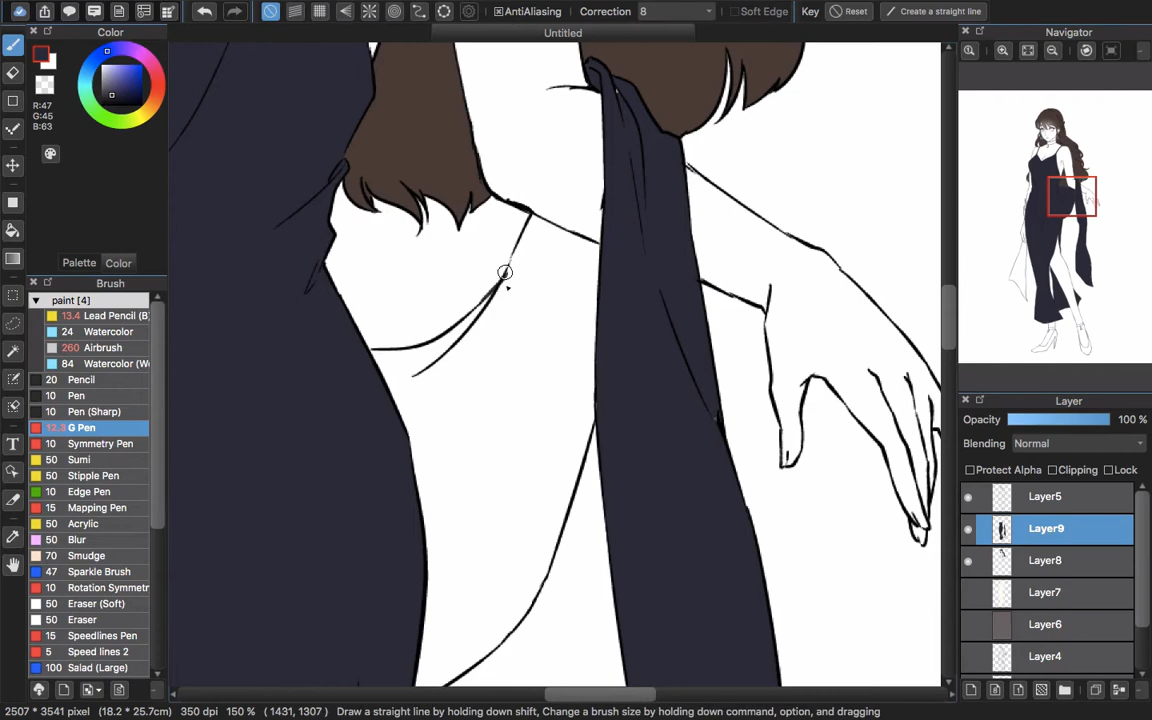 AntiAliasing Correction 8 Soft Edge Key Reset Create a straight line
Untitled
Color
R:47
G:45
B:63
Palette Color
Brush
paint [4]
13.4 Lead Pencil (B)
24 Watercolor
260 Airbrush
84 Watercolor (W
20 Pencil
10 Pen
10 Pen (Sharp)
12.3 G Pen
10 Symmetry Pen
50 Sumi
50 Stipple Pen
10 Edge Pen
15 Mapping Pen
50 Acrylic
50 Blur
70 Smudge
47 Sparkle Brush
10 Rotation Symmetr
50 Eraser (Soft)
50 Eraser
15 Speedlines Pen
5 Speed lines 2
100 Salad (Large)
Navigator
Layer
Opacity 100 %
Blending Normal
Protect Alpha Clipping Lock
Layer5
Layer9
Layer8
Layer7
Layer6
Layer4
2507 * 3541 pixel (18.2 * 25.7cm) 350 dpi 150 % ( 1431, 1307 ) Draw a straight line by holding down shift, Change a brush size by holding down command, option, and dragging